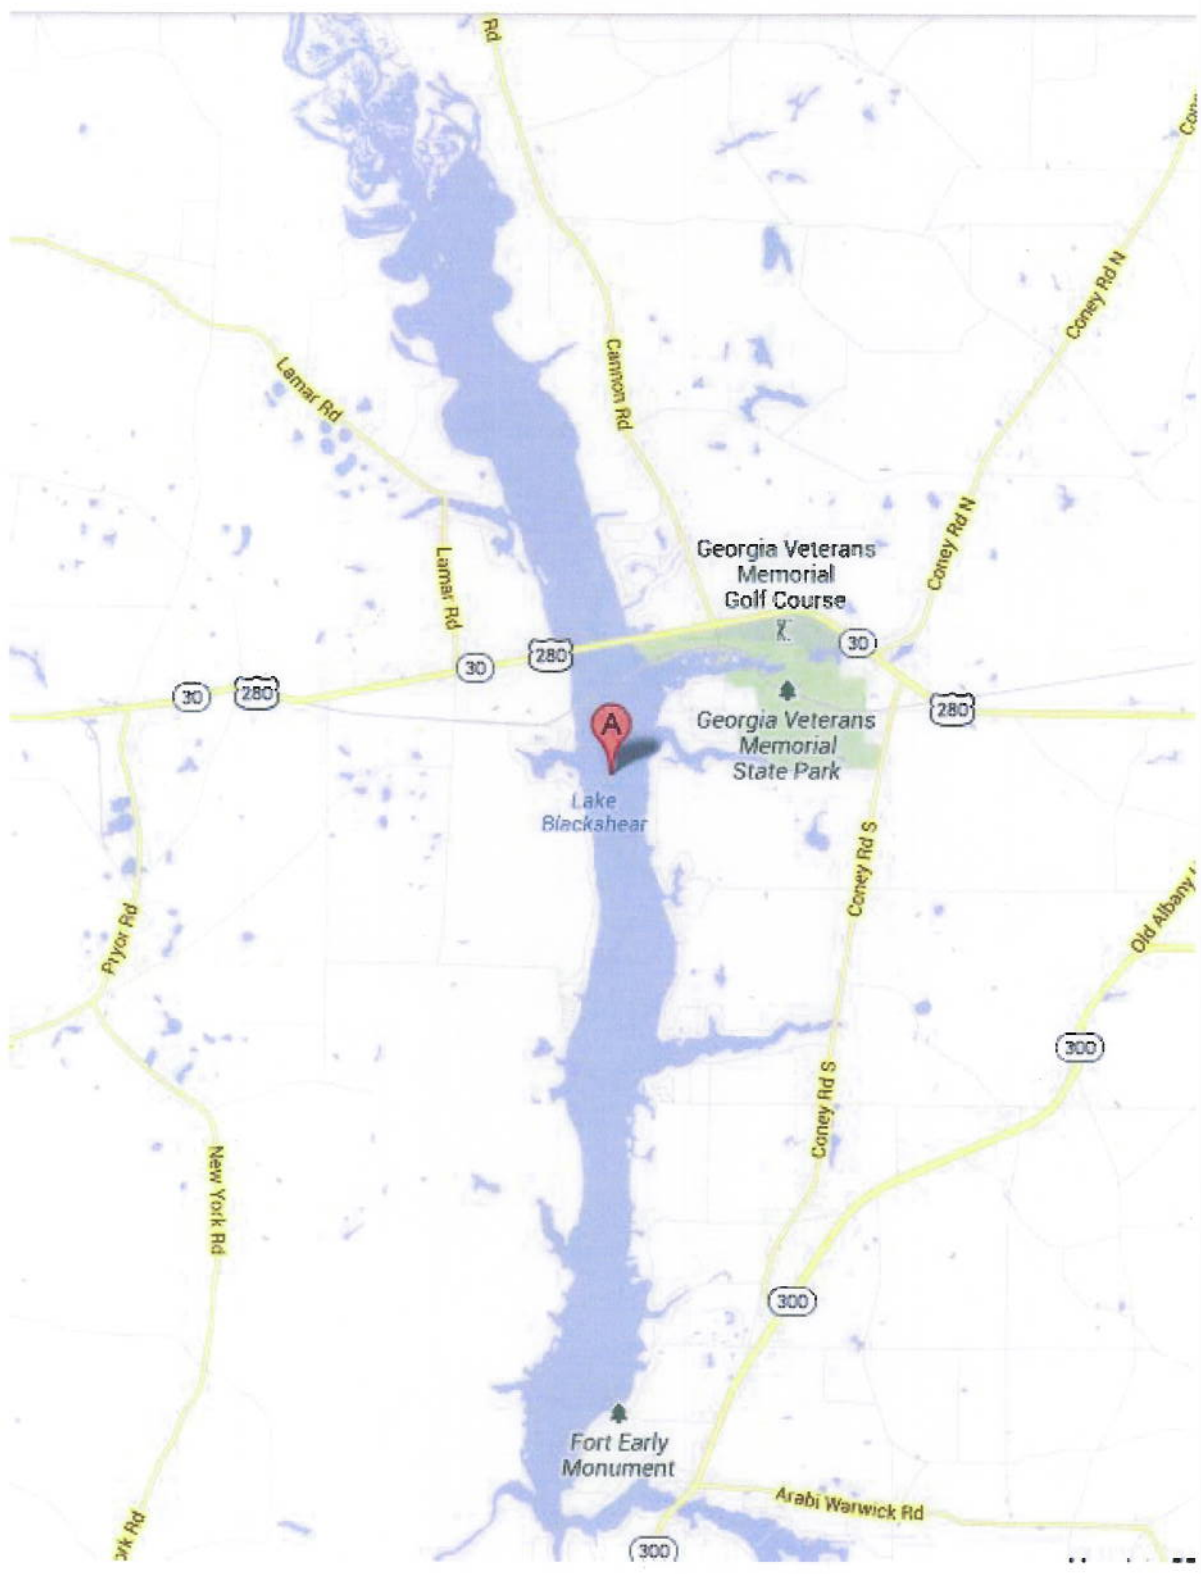 Rd
Coney Rd N
Cannon Rd
Lamar Rd
Coney Rd N
Georgia Veterans
Memorial
Golf Course
Lamar Rd
30
280
30
280
30
280
A
Georgia Veterans
Memorial
State Park
Lake
Blackshear
Coney Rd S
Pryor Rd
Old Albany
300
Coney Rd S
New York Rd
300
Fort Early
Monument
Arabi Warwick Rd
ork Rd
300